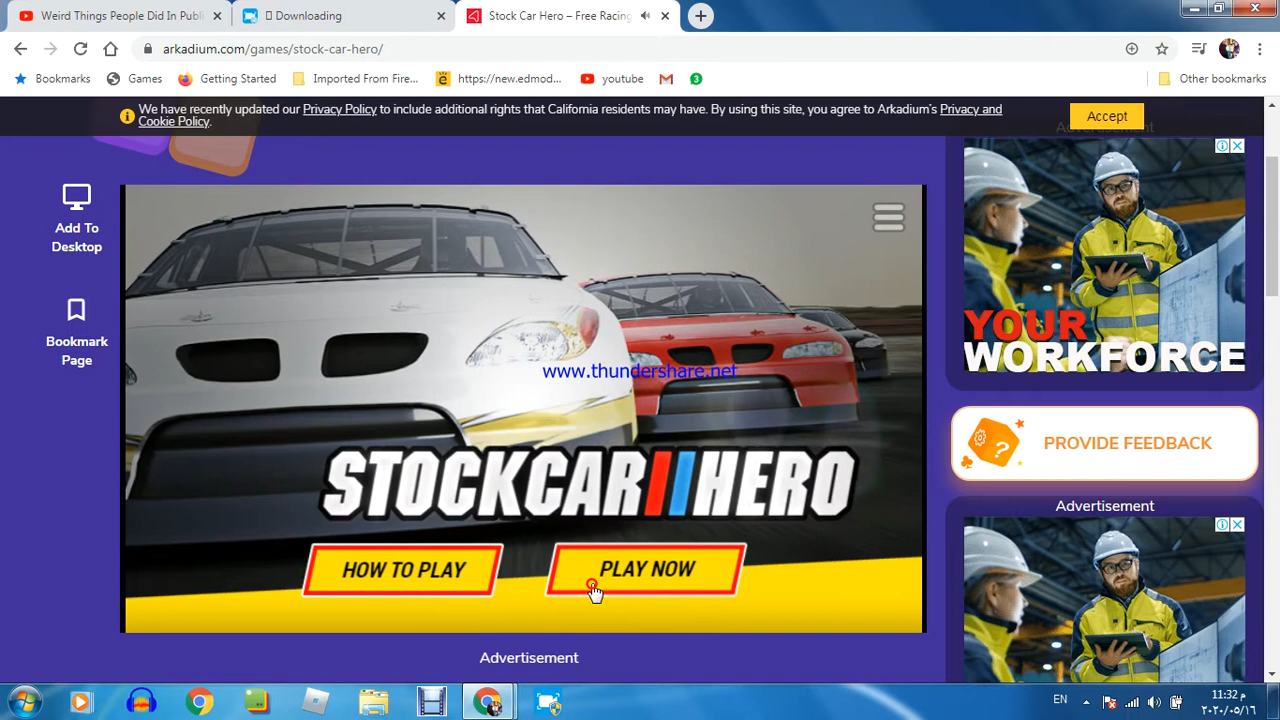 Weird Things People Did In Publi
Downloading
Stock Car Hero – Free Racing
arkadium.com/games/stock-car-hero/
Bookmarks
Games
Getting Started
Imported From Fire...
https://new.edmod...
youtube
3
Other bookmarks
We have recently updated our Privacy Policy to include additional rights that California residents may have. By using this site, you agree to Arkadium's Privacy and
Cookie Policy.
Accept
Advertisement
Add To
Desktop
Bookmark
Page
www.thundershare.net
STOCKCAR HERO
HOW TO PLAY
PLAY NOW
Advertisement
YOUR
WORKFORCE
PROVIDE FEEDBACK
Advertisement
EN
11:32 م
٢٠٢٠/٠٥/١٦